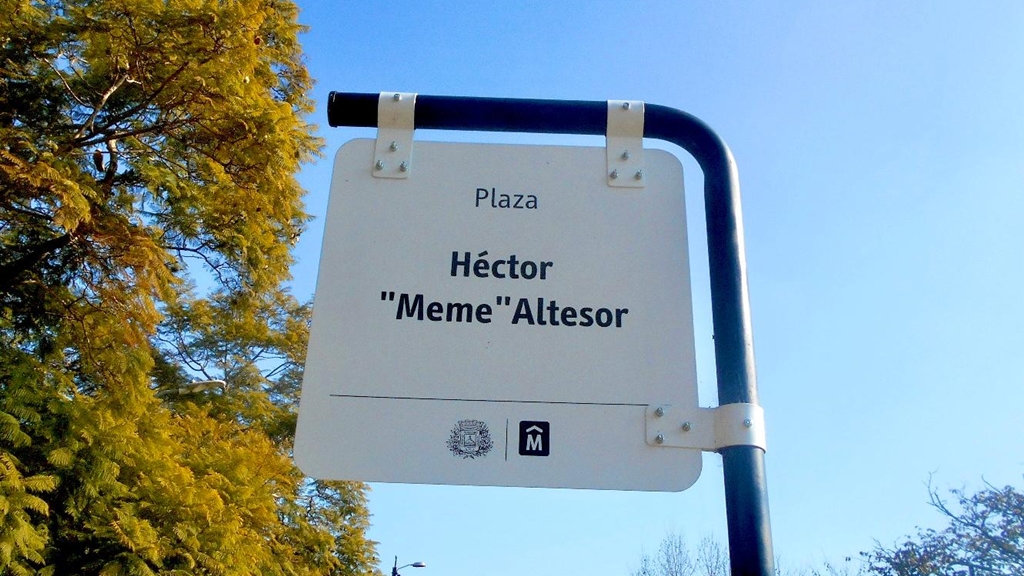 Plaza
Héctor
"Meme"Altesor
M